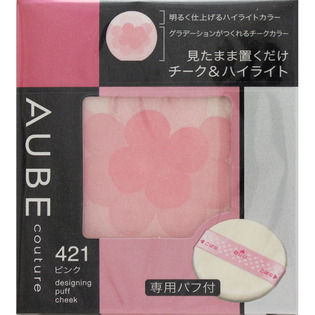 明るく仕上げるハイライトカラー
グラデーションがつくれるチークカラー
見たまま置くだけ
チーク&ハイライト
AUBE
couture
421
ピンク
designing
puff
cheek
専用パフ付